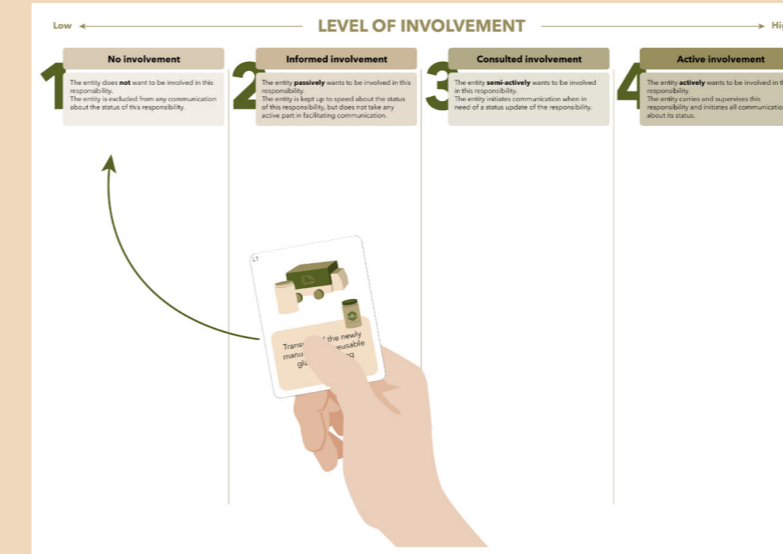 Low
LEVEL OF INVOLVEMENT
Hig
1
No involvement
The entity does not want to be involved in this
responsibility.
The entity is excluded from any communication
about the status of this responsibility.
2
Informed involvement
The entity passively wants to be involved in this
responsibility.
The entity is kept up to speed about the status
of this responsibility, but does not take any
active part in facilitating communication.
3
Consulted involvement
The entity semi-actively wants to be involved
in this responsibility.
The entity initiates communication when in
need of a status update of the responsibility.
4
Active involvement
The entity actively wants to be involved in th
responsibility.
The entity carries and supervises this
responsibility and initiates all communicatio
about its status.
the newly